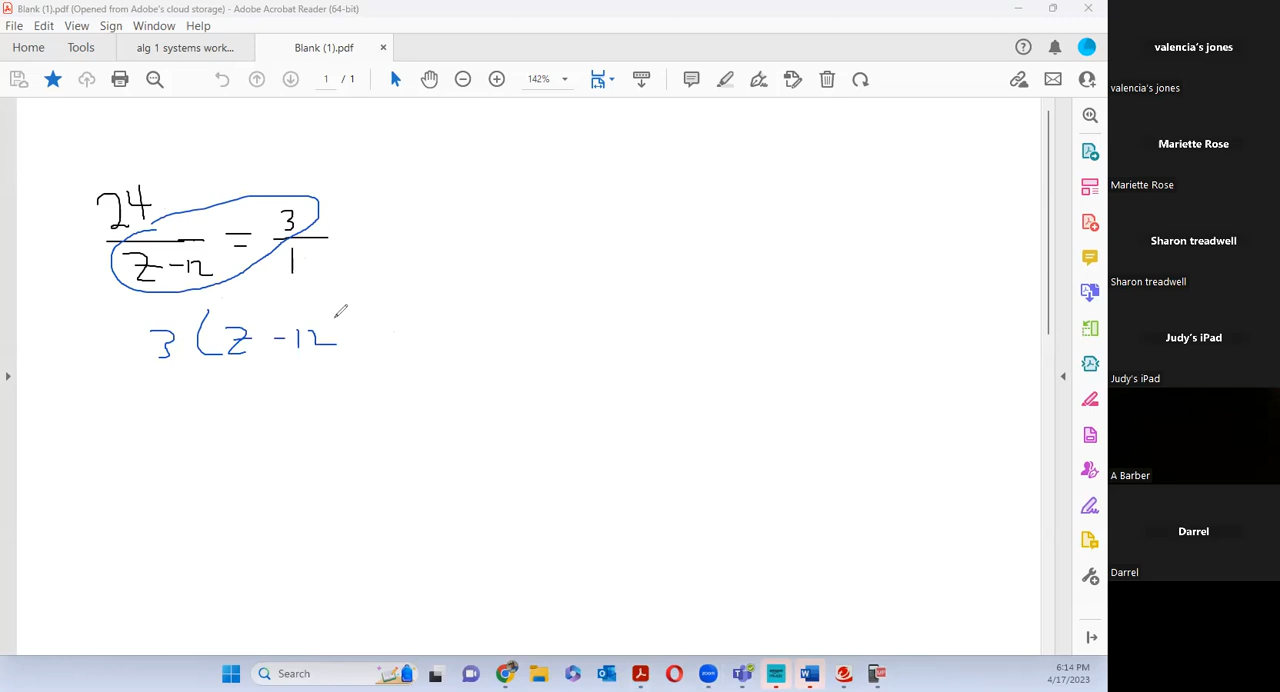 Blank (1).pdf (Opened from Adobe's cloud storage) - Adobe Acrobat Reader (64-bit)
File Edit View Sign Window Help
Home Tools alg 1 systems work... Blank (1).pdf
1 / 1 142%
24 / z - 12 = 3 / 1
3 ( z - 12
valencia's jones
valencia's jones
Mariette Rose
Mariette Rose
Sharon treadwell
Sharon treadwell
Judy's iPad
Judy's iPad
A Barber
Darrel
Darrel
Search
6:14 PM
4/17/2023